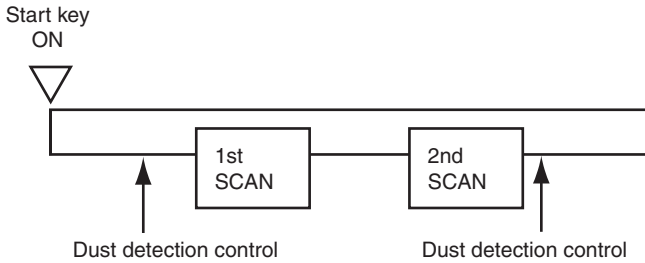 Start key
ON
1st
SCAN
2nd
SCAN
Dust detection control
Dust detection control